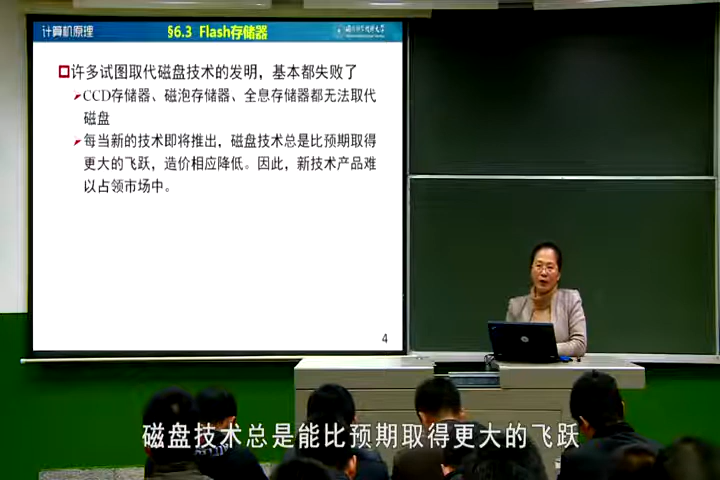 计算机原理
§6.3 Flash存储器
许多试图取代磁盘技术的发明，基本都失败了
CCD存储器、磁泡存储器、全息存储器都无法取代
磁盘
每当新的技术即将推出，磁盘技术总是比预期取得
更大的飞跃，造价相应降低。因此，新技术产品难
以占领市场中。
4
磁盘技术总是能比预期取得更大的飞跃